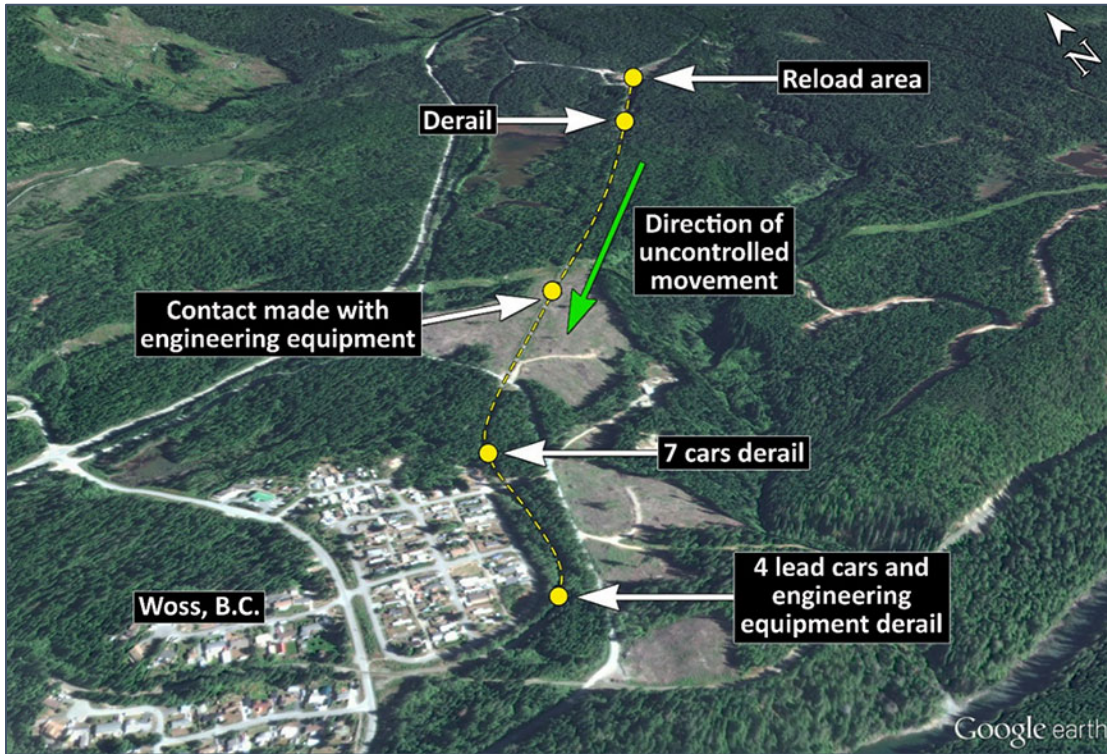 N
Reload area
Derail
Direction of
uncontrolled
movement
Contact made with
engineering equipment
7 cars derail
4 lead cars and
engineering
equipment derail
Woss, B.C.
Google earth